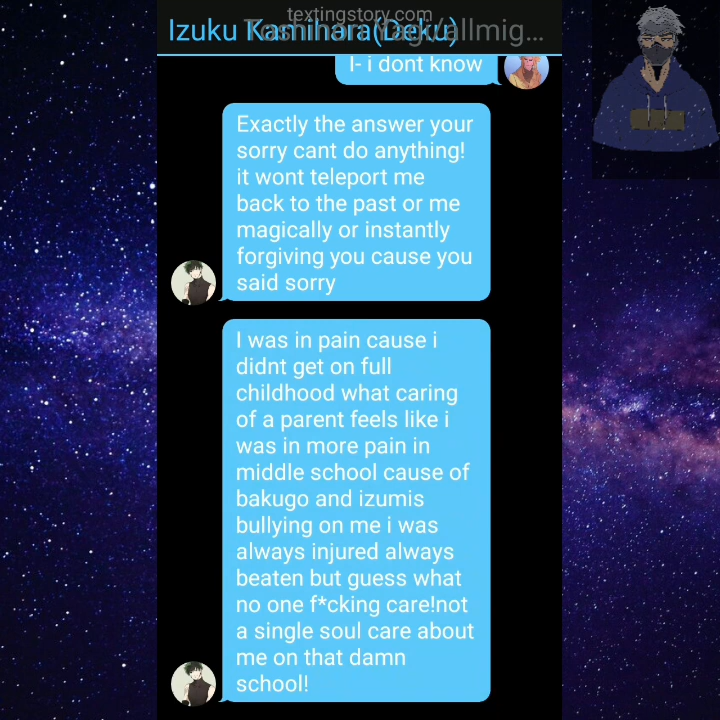 textingstory.com
Izuku Kamihara(Deku)
I- i dont know
Exactly the answer your
sorry cant do anything!
it wont teleport me
back to the past or me
magically or instantly
forgiving you cause you
said sorry
I was in pain cause i
didnt get on full
childhood what caring
of a parent feels like i
was in more pain in
middle school cause of
bakugo and izumis
bullying on me i was
always injured always
beaten but guess what
no one f*cking care!not
a single soul care about
me on that damn
school!